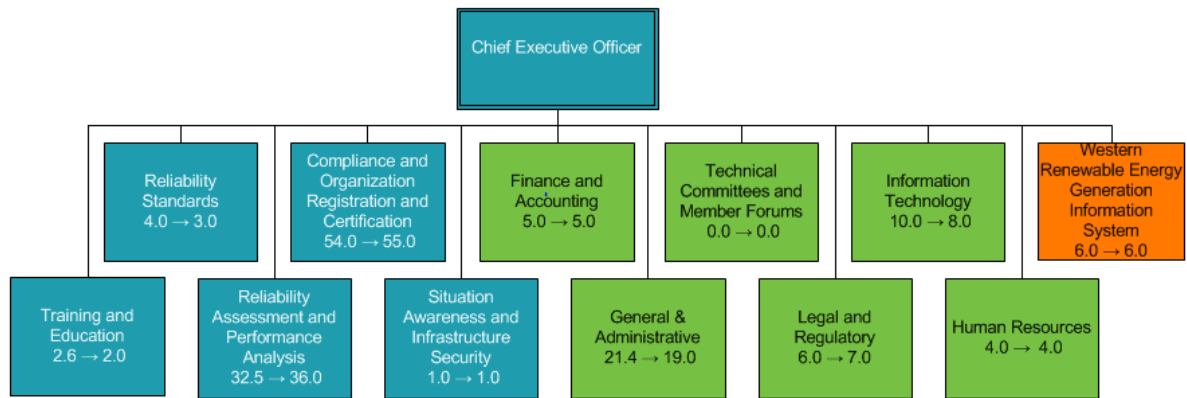 Chief Executive Officer
Reliability
Standards
4.0 → 3.0
Compliance and
Organization
Registration and
Certification
54.0 → 55.0
Finance and
Accounting
5.0 → 5.0
Technical
Committees and
Member Forums
0.0 → 0.0
Information
Technology
10.0 → 8.0
Western
Renewable Energy
Generation
Information
System
6.0 → 6.0
Training and
Education
2.6 → 2.0
Reliability
Assessment and
Performance
Analysis
32.5 → 36.0
Situation
Awareness and
Infrastructure
Security
1.0 → 1.0
General &
Administrative
21.4 → 19.0
Legal and
Regulatory
6.0 → 7.0
Human Resources
4.0 → 4.0